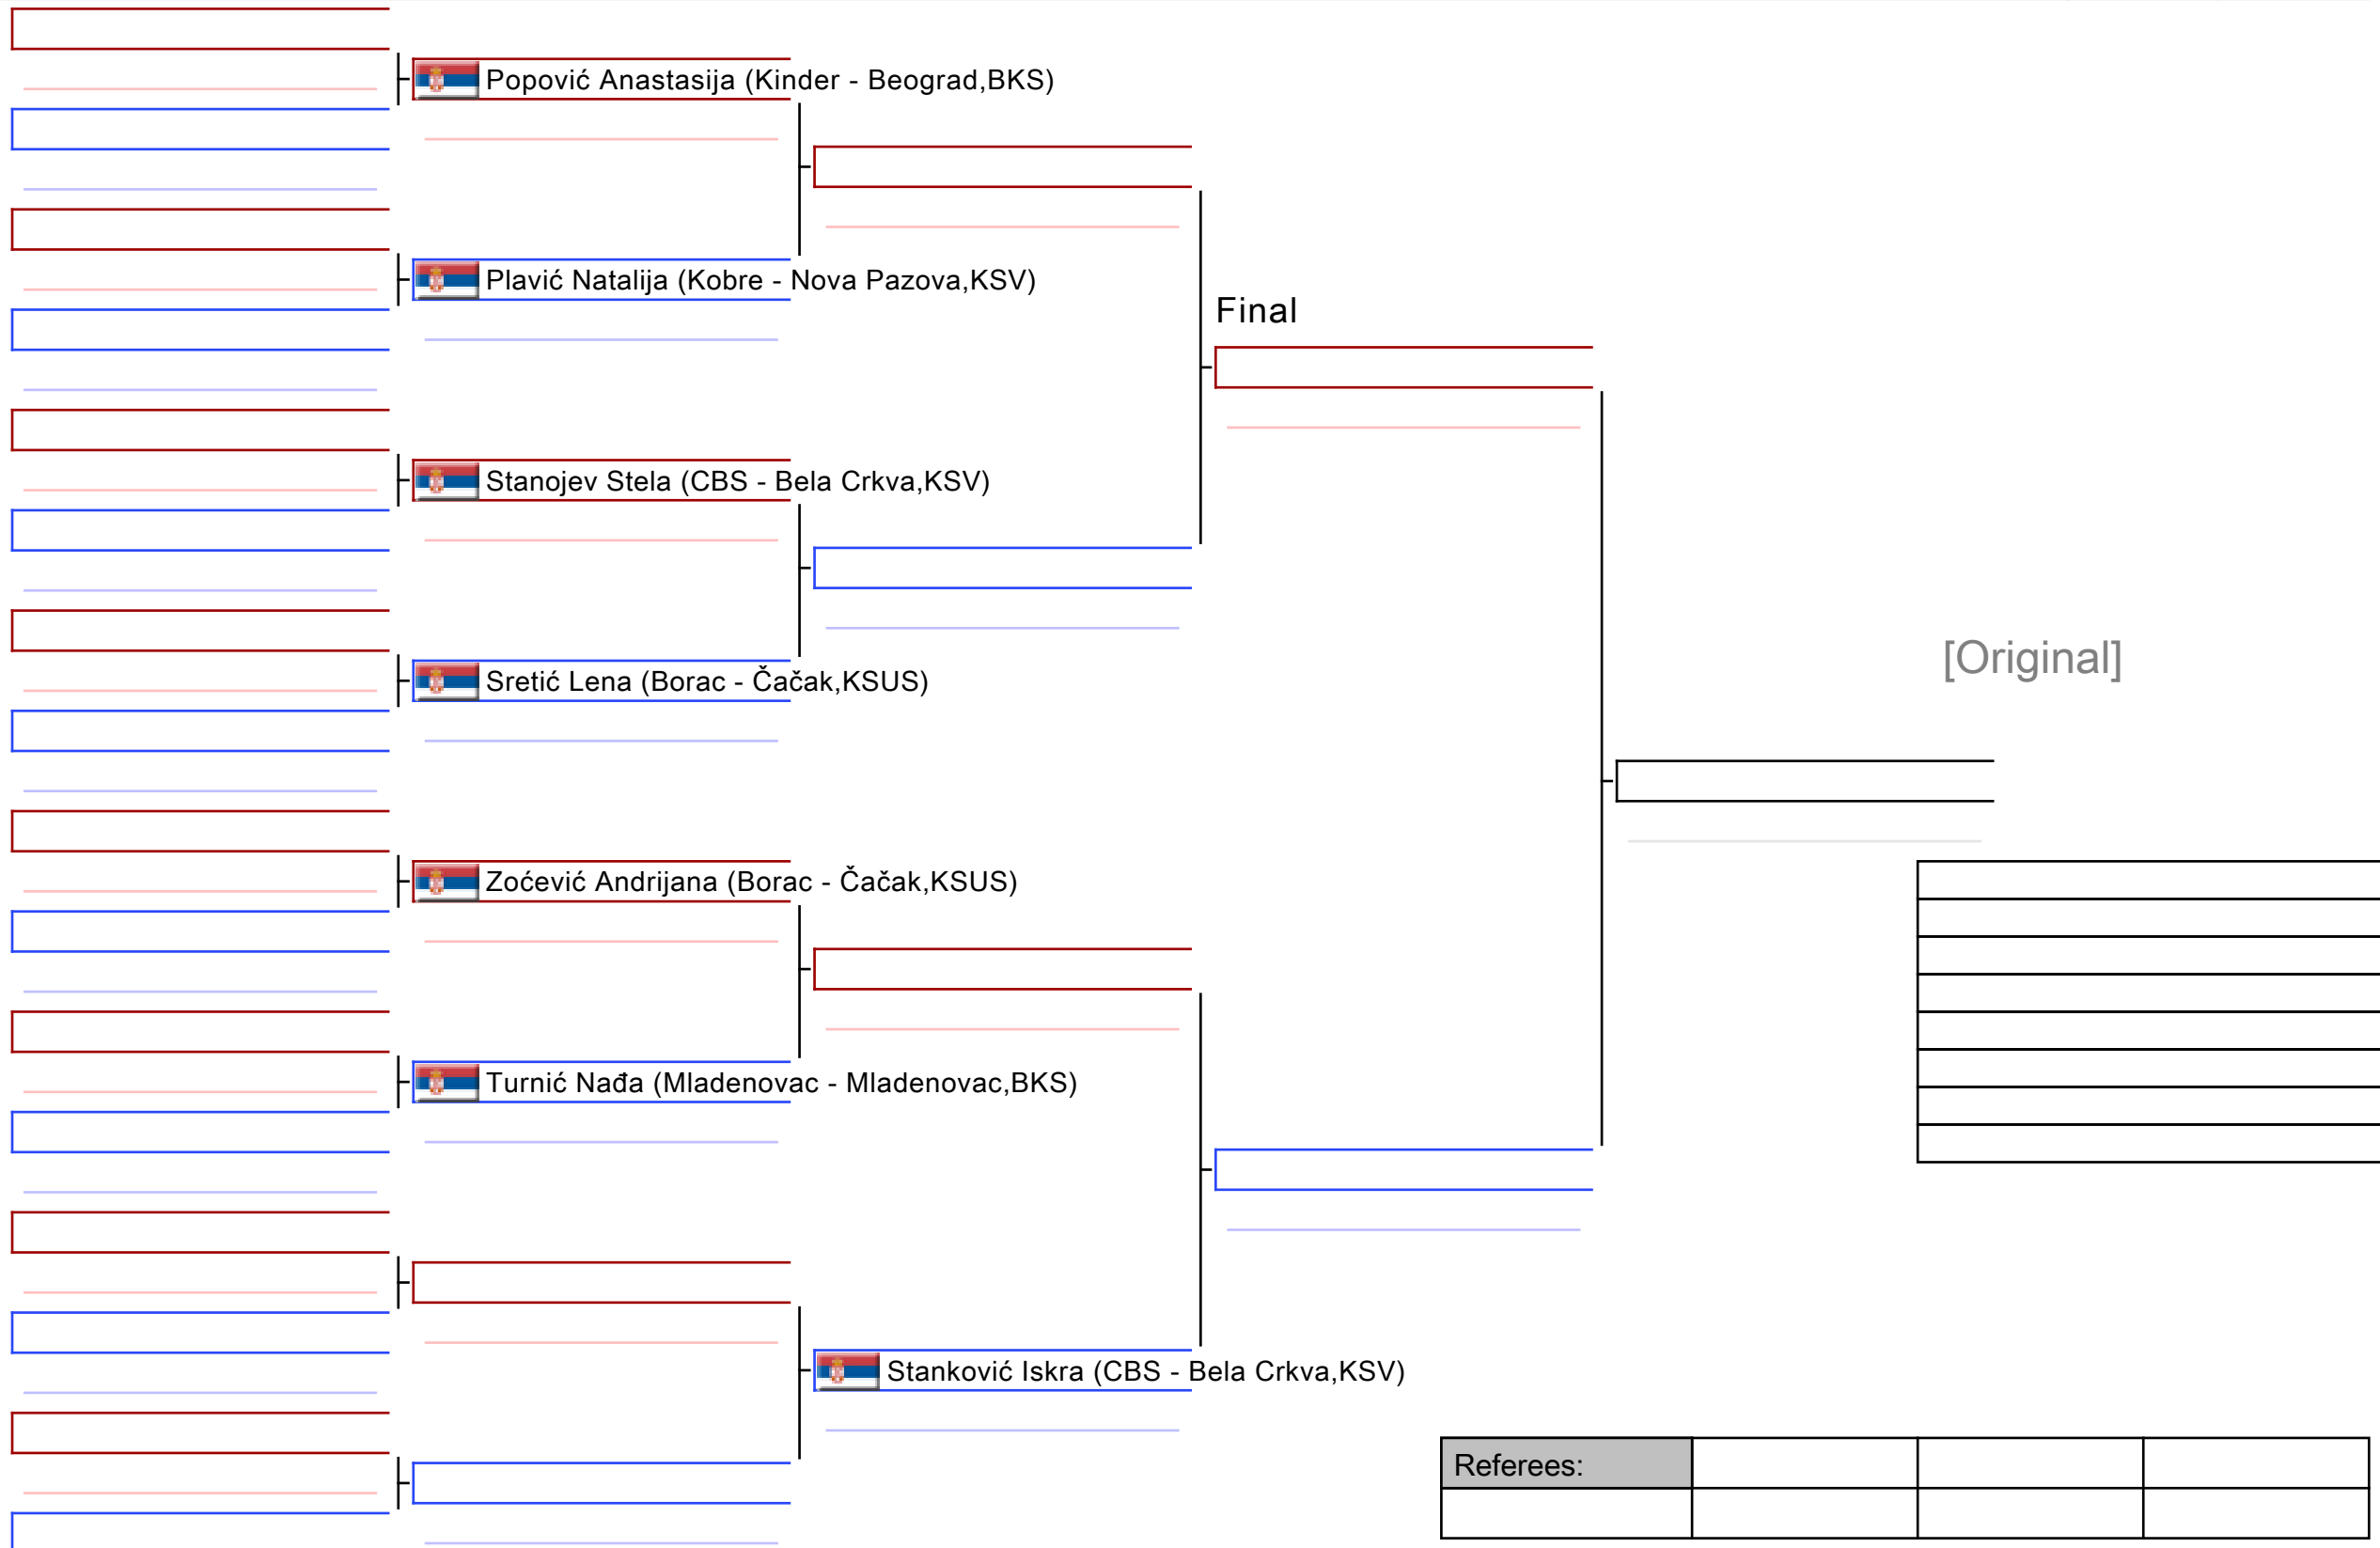 Popović Anastasija (Kinder - Beograd,BKS)
Plavić Natalija (Kobre - Nova Pazova,KSV)
Final
Stanojev Stela (CBS - Bela Crkva,KSV)
[Original]
Sretić Lena (Borac - Čačak,KSUS)
Zoćević Andrijana (Borac - Čačak,KSUS)
Turnić Nađa (Mladenovac - Mladenovac,BKS)
Stanković Iskra (CBS - Bela Crkva,KSV)
Referees: